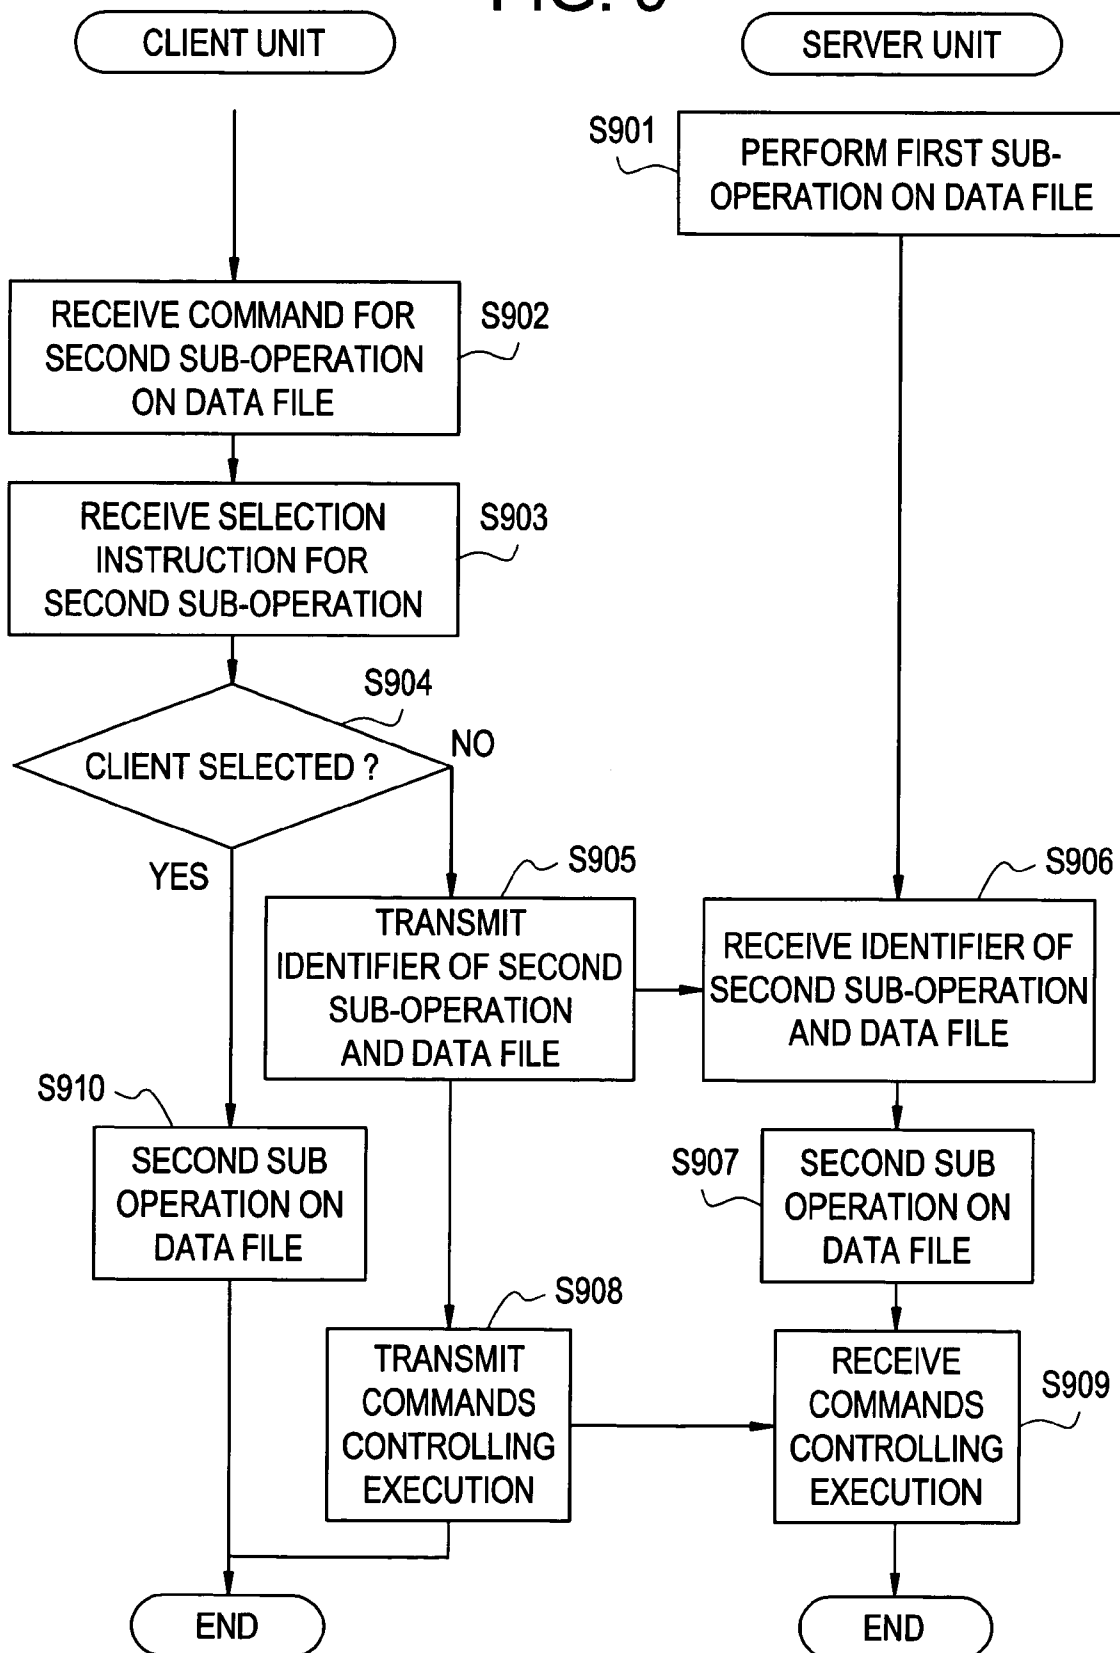 CLIENT UNIT
SERVER UNIT
S901
PERFORM FIRST SUB-
OPERATION ON DATA FILE
RECEIVE COMMAND FOR
SECOND SUB-OPERATION
ON DATA FILE
S902
RECEIVE SELECTION
INSTRUCTION FOR
SECOND SUB-OPERATION
S903
S904
CLIENT SELECTED ?
NO
YES
S905
TRANSMIT
IDENTIFIER OF SECOND
SUB-OPERATION
AND DATA FILE
S906
RECEIVE IDENTIFIER OF
SECOND SUB-OPERATION
AND DATA FILE
S910
SECOND SUB
OPERATION ON
DATA FILE
S907
SECOND SUB
OPERATION ON
DATA FILE
S908
TRANSMIT
COMMANDS
CONTROLLING
EXECUTION
RECEIVE
COMMANDS
CONTROLLING
EXECUTION
S909
END
END